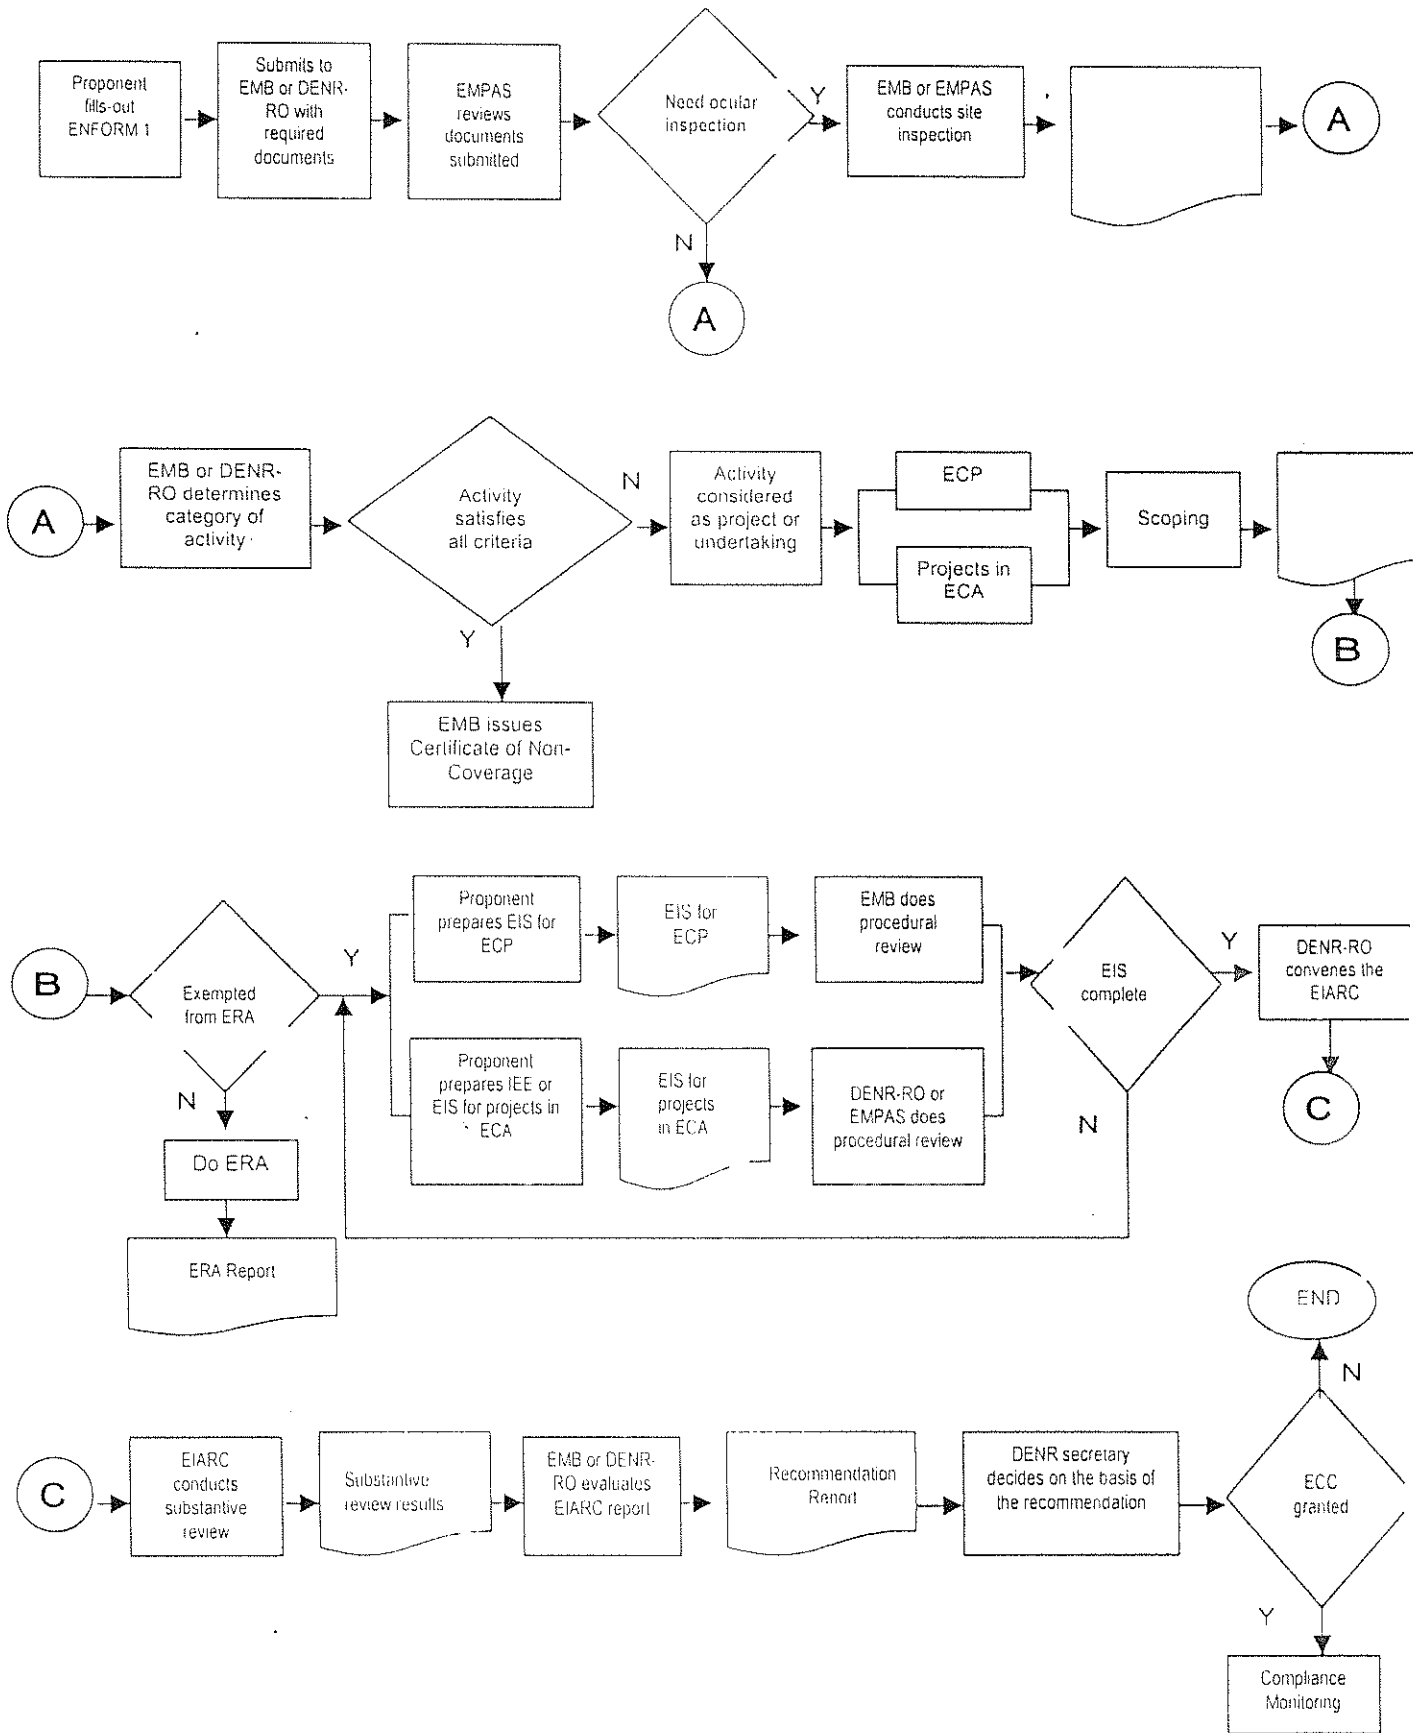 Proponent
fills-out
ENFORM 1
Submits to
EMB or DENR-
RO with
required
documents
EMPAS
reviews
documents
submitted
Need ocular
inspection
Y
EMB or EMPAS
conducts site
inspection
A
N
A
A
EMB or DENR-
RO determines
category of
activity
Activity
satisfies
all criteria
N
Activity
considered
as project or
undertaking
ECP
Projects in
ECA
Scoping
B
Y
EMB issues
Certificate of Non-
Coverage
B
Exempted
from ERA
Y
Proponent
prepares EIS for
ECP
EIS for
ECP
EMB does
procedural
review
Proponent
prepares IEE or
EIS for projects in
ECA
EIS for
projects
in ECA
DENR-RO or
EMPAS does
procedural review
EIS
complete
Y
DENR-RO
convenes the
EIARC
C
N
N
Do ERA
ERA Report
C
EIARC
conducts
substantive
review
Substantive
review results
EMB or DENR-
RO evaluates
EIARC report
Recommendation
Report
DENR secretary
decides on the basis of
the recommendation
ECC
granted
N
END
Y
Compliance
Monitoring